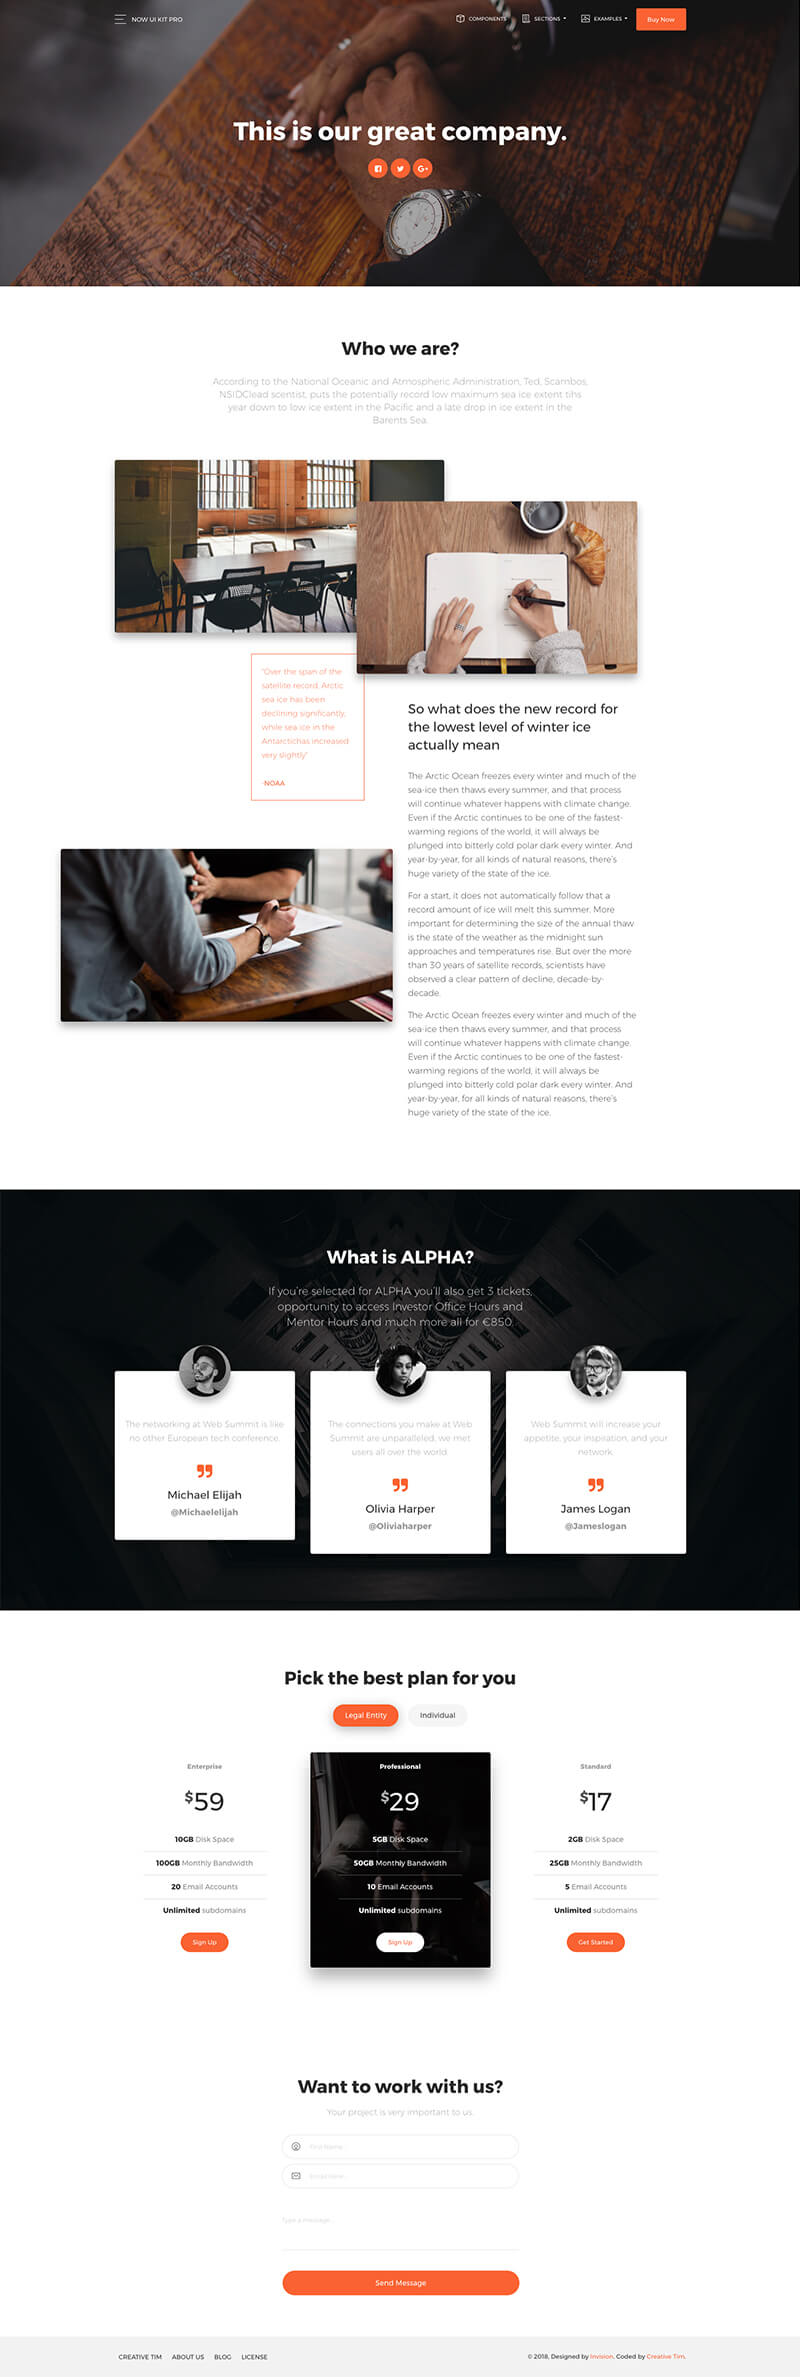 NOW UI KIT PRO
COMPONENTS
SECTIONS
EXAMPLES
Buy Now
This is our great company.
Who we are?
According to the National Oceanic and Atmospheric Administration, Ted, Scambos,
NSIDClead scentist, puts the potentially record low maximum sea ice extent tihs
year down to low ice extent in the Pacific and a late drop in ice extent in the
Barents Sea.
"Over the span of the
satellite record, Arctic
sea ice has been
declining significantly,
while sea ice in the
Antarctichas increased
very slightly"
-NOAA
So what does the new record for
the lowest level of winter ice
actually mean
The Arctic Ocean freezes every winter and much of the
sea-ice then thaws every summer, and that process
will continue whatever happens with climate change.
Even if the Arctic continues to be one of the fastest-
warming regions of the world, it will always be
plunged into bitterly cold polar dark every winter. And
year-by-year, for all kinds of natural reasons, there's
huge variety of the state of the ice.
For a start, it does not automatically follow that a
record amount of ice will melt this summer. More
important for determining the size of the annual thaw
is the state of the weather as the midnight sun
approaches and temperatures rise. But over the more
than 30 years of satellite records, scientists have
observed a clear pattern of decline, decade-by-
decade.
The Arctic Ocean freezes every winter and much of the
sea-ice then thaws every summer, and that process
will continue whatever happens with climate change.
Even if the Arctic continues to be one of the fastest-
warming regions of the world, it will always be
plunged into bitterly cold polar dark every winter. And
year-by-year, for all kinds of natural reasons, there's
huge variety of the state of the ice.
What is ALPHA?
If you're selected for ALPHA you'll also get 3 tickets,
opportunity to access Investor Office Hours and
Mentor Hours and much more all for €850.
The networking at Web Summit is like
no other European tech conference.
Michael Elijah
@Michaelelijah
The connections you make at Web
Summit are unparalleled, we met
users all over the world.
Olivia Harper
@Oliviaharper
Web Summit will increase your
appetite, your inspiration, and your
network.
James Logan
@Jameslogan
Pick the best plan for you
Legal Entity
Individual
Enterprise
$59
10GB Disk Space
100GB Monthly Bandwidth
20 Email Accounts
Unlimited subdomains
Sign Up
Professional
$29
5GB Disk Space
50GB Monthly Bandwidth
10 Email Accounts
Unlimited subdomains
Sign Up
Standard
$17
2GB Disk Space
25GB Monthly Bandwidth
5 Email Accounts
Unlimited subdomains
Get Started
Want to work with us?
Your project is very important to us.
First Name...
Email Here...
Type a message...
Send Message
CREATIVE TIM
ABOUT US
BLOG
LICENSE
© 2018, Designed by Invision. Coded by Creative Tim.